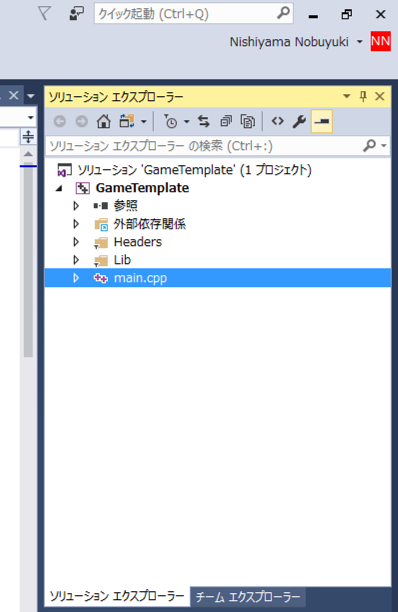 クイック起動 (Ctrl+Q)
Nishiyama Nobuyuki NN
ソリューション エクスプローラー
ソリューション エクスプローラー の検索 (Ctrl+:)
ソリューション 'GameTemplate' (1 プロジェクト)
GameTemplate
参照
外部依存関係
Headers
Lib
main.cpp
ソリューション エクスプローラー チーム エクスプローラー